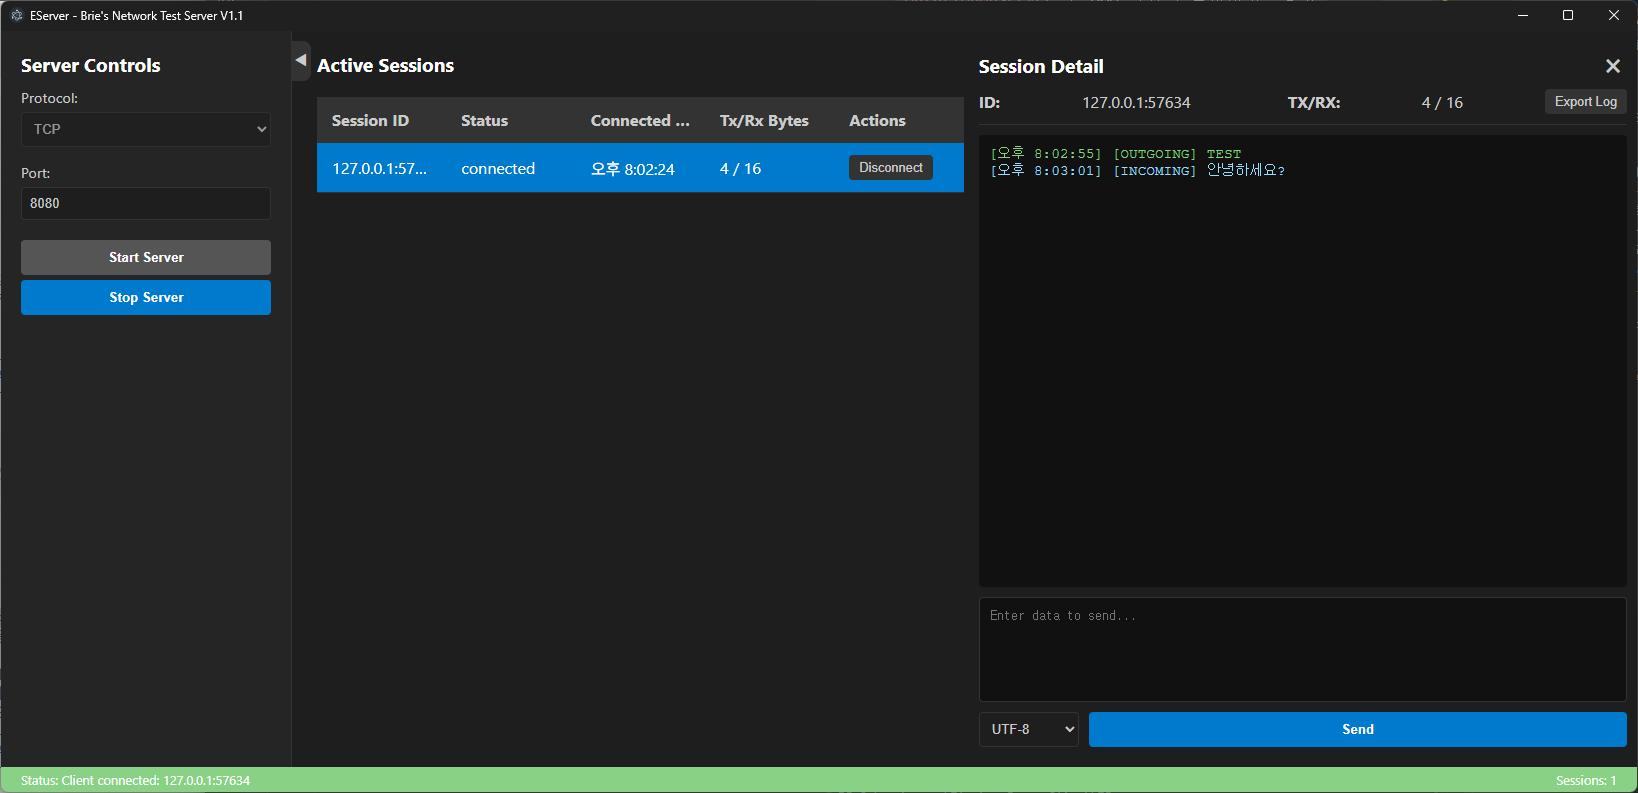 EServer - Brie's Network Test Server V1.1
Server Controls
Protocol:
TCP
Port:
8080
Start Server
Stop Server
Active Sessions
Session ID Status Connected ... Tx/Rx Bytes Actions
127.0.0.1:57... connected 오후 8:02:24 4 / 16 Disconnect
Session Detail
ID: 127.0.0.1:57634 TX/RX: 4 / 16 Export Log
[오후 8:02:55] [OUTGOING] TEST
[오후 8:03:01] [INCOMING] 안녕하세요?
Enter data to send...
UTF-8 Send
Status: Client connected: 127.0.0.1:57634 Sessions: 1